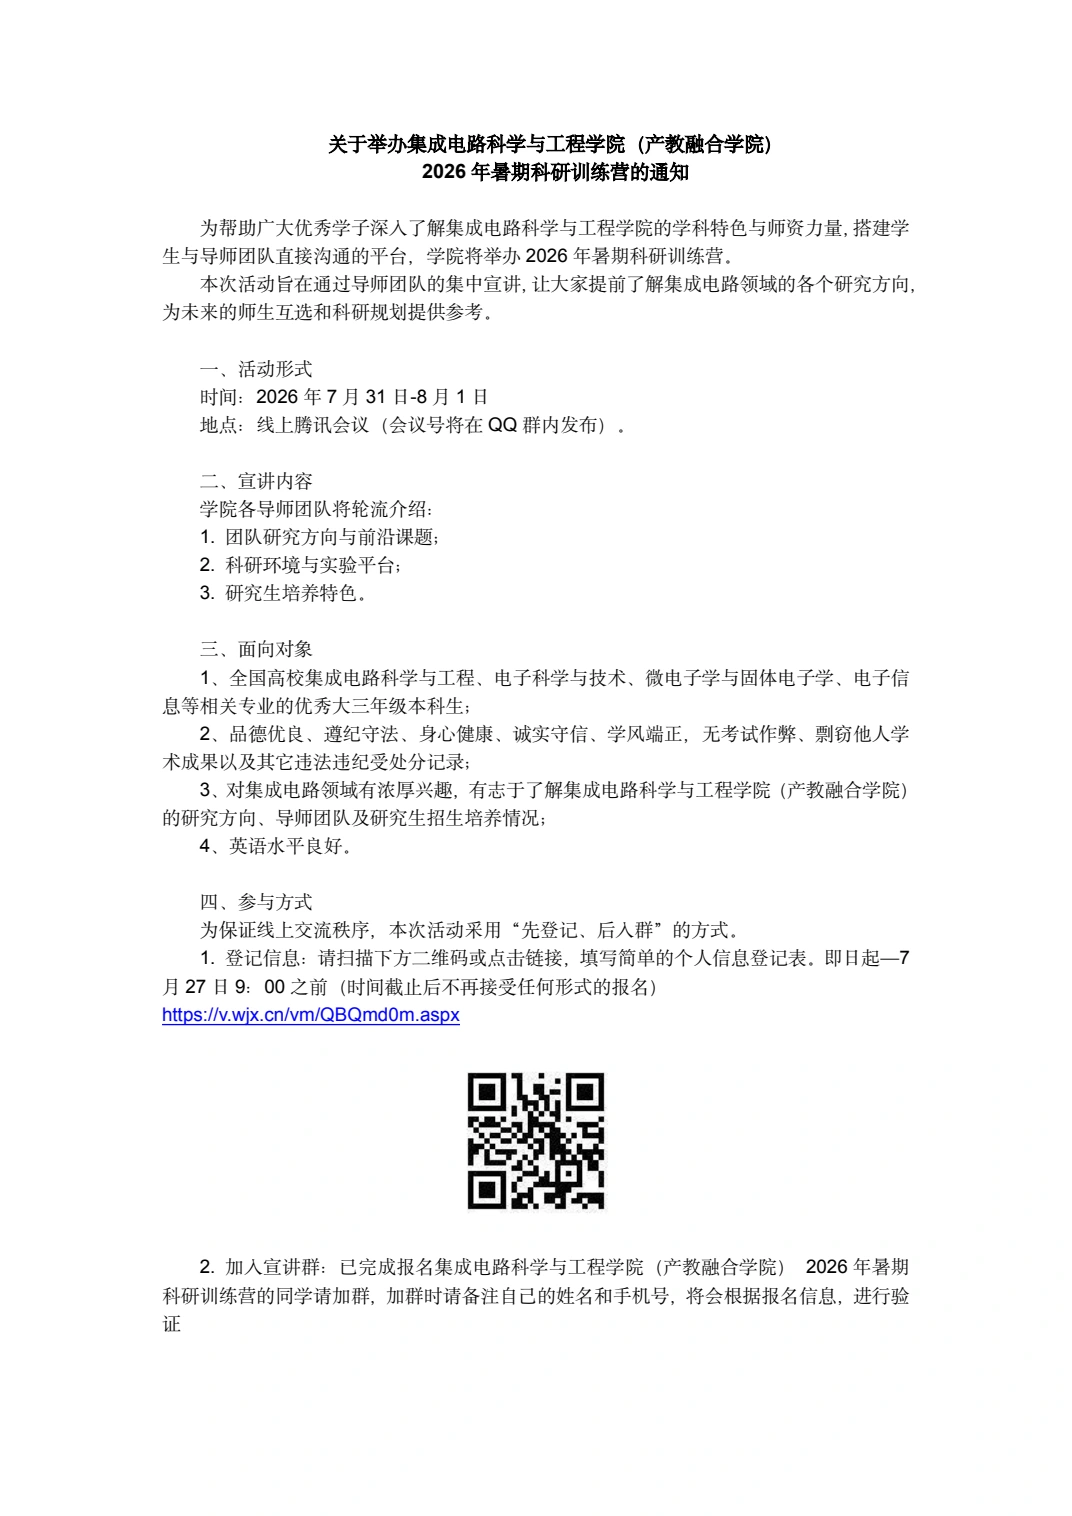 关于举办集成电路科学与工程学院（产教融合学院）
2026 年暑期科研训练营的通知
为帮助广大优秀学子深入了解集成电路科学与工程学院的学科特色与师资力量，搭建学
生与导师团队直接沟通的平台，学院将举办 2026 年暑期科研训练营。
本次活动旨在通过导师团队的集中宣讲，让大家提前了解集成电路领域的各个研究方向，
为未来的师生互选和科研规划提供参考。
一、活动形式
时间：2026 年 7 月 31 日-8 月 1 日
地点：线上腾讯会议（会议号将在 QQ 群内发布）。
二、宣讲内容
学院各导师团队将轮流介绍：
1. 团队研究方向与前沿课题；
2. 科研环境与实验平台；
3. 研究生培养特色。
三、面向对象
1、全国高校集成电路科学与工程、电子科学与技术、微电子学与固体电子学、电子信
息等相关专业的优秀大三年级本科生；
2、品德优良、遵纪守法、身心健康、诚实守信、学风端正，无考试作弊、剽窃他人学
术成果以及其它违法违纪受处分记录；
3、对集成电路领域有浓厚兴趣，有志于了解集成电路科学与工程学院（产教融合学院）
的研究方向、导师团队及研究生招生培养情况；
4、英语水平良好。
四、参与方式
为保证线上交流秩序，本次活动采用“先登记、后入群”的方式。
1. 登记信息：请扫描下方二维码或点击链接，填写简单的个人信息登记表。即日起—7
月 27 日 9：00 之前（时间截止后不再接受任何形式的报名）
https://v.wjx.cn/vm/QBQmd0m.aspx
2. 加入宣讲群：已完成报名集成电路科学与工程学院（产教融合学院） 2026 年暑期
科研训练营的同学请加群，加群时请备注自己的姓名和手机号，将会根据报名信息，进行验
证